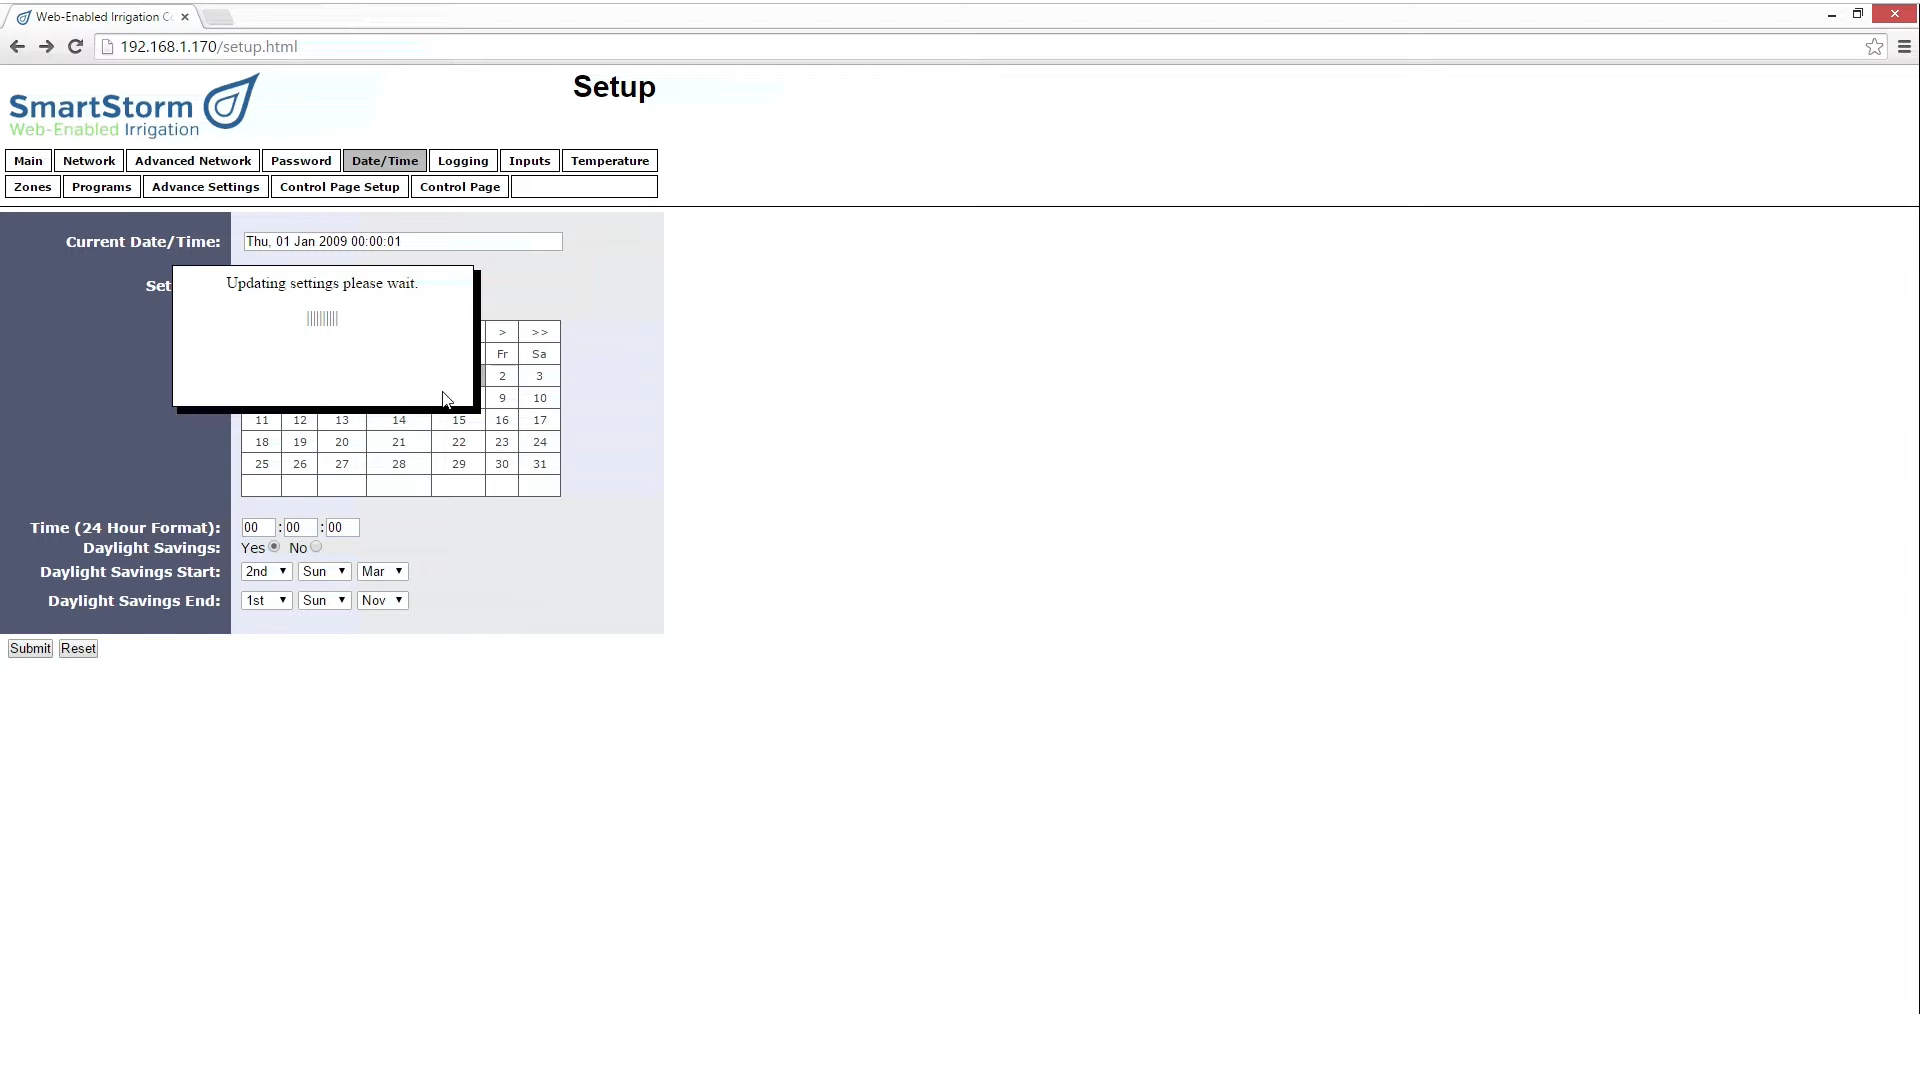 Web-Enabled Irrigation Co
192.168.1.170/setup.html
SmartStorm
Web-Enabled Irrigation
Setup
Main Network Advanced Network Password Date/Time Logging Inputs Temperature
Zones Programs Advance Settings Control Page Setup Control Page
Current Date/Time: Thu, 01 Jan 2009 00:00:01
Set
Updating settings please wait.
||||||||||
> >>
Fr Sa
2 3
9 10
11 12 13 14 15 16 17
18 19 20 21 22 23 24
25 26 27 28 29 30 31
Time (24 Hour Format): 00 : 00 : 00
Daylight Savings: Yes No
Daylight Savings Start: 2nd Sun Mar
Daylight Savings End: 1st Sun Nov
Submit Reset